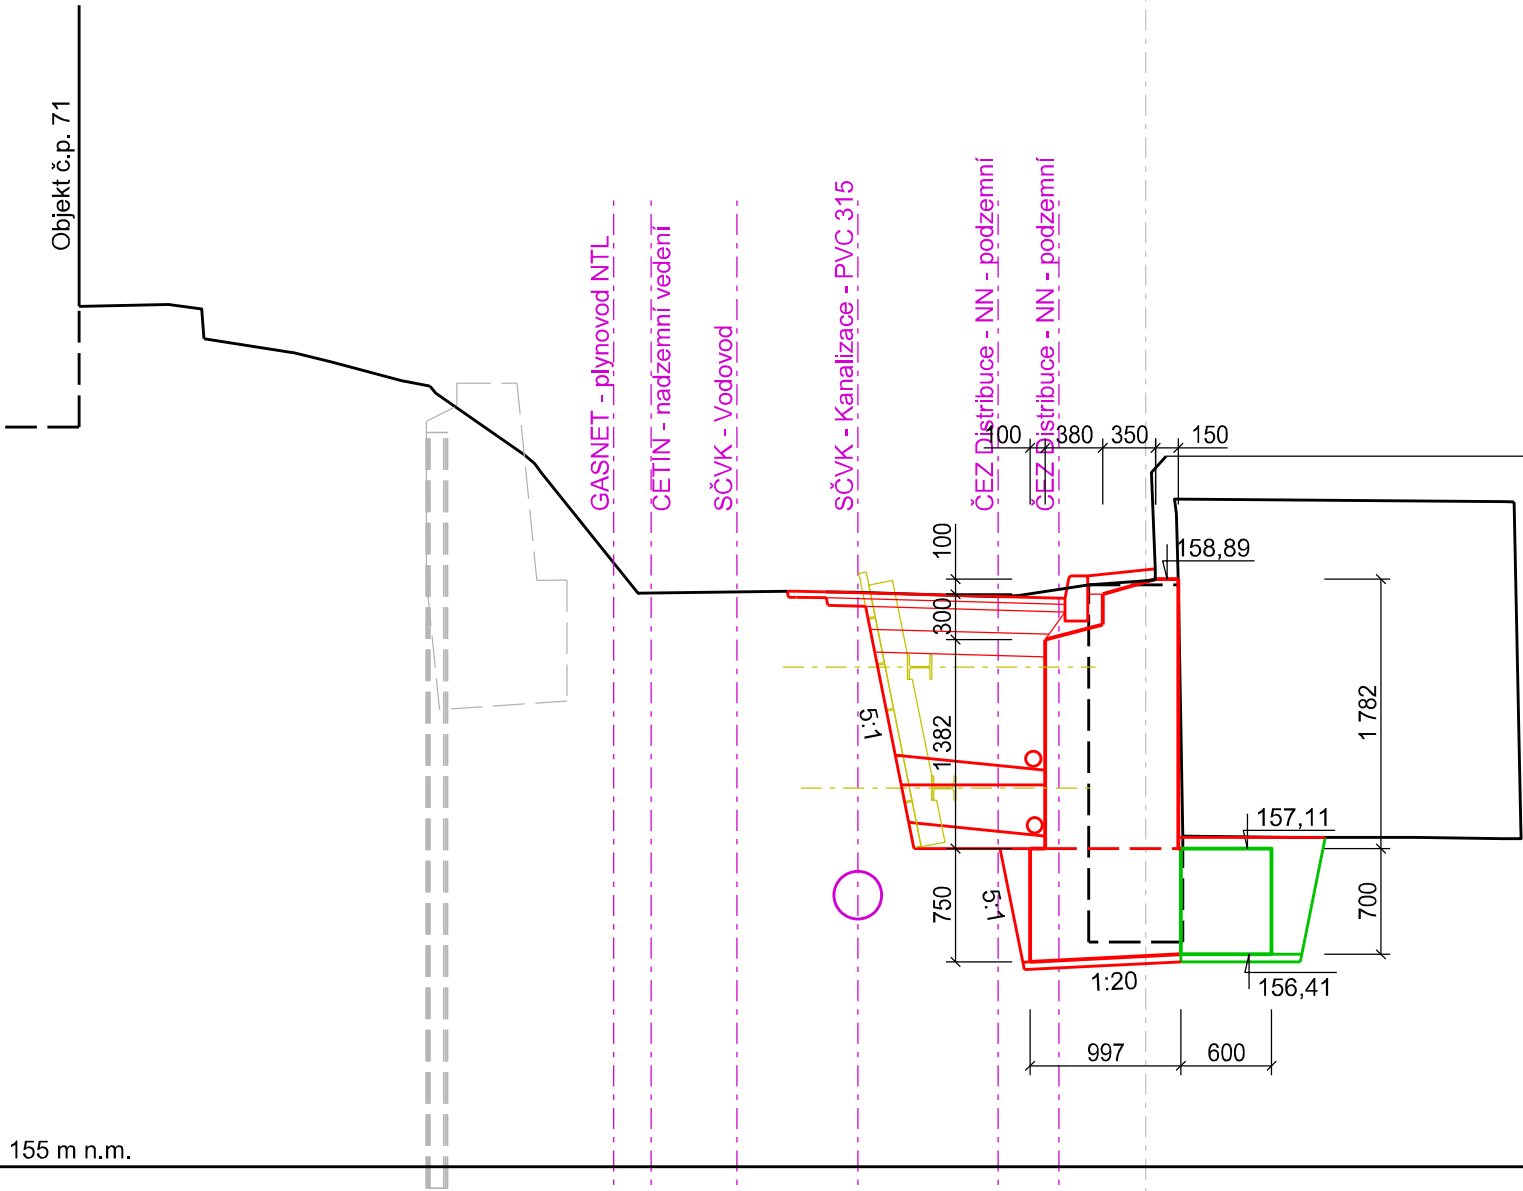 Objekt č.p. 71
GASNET - plynovod NTL
CETIN - nadzemní vedení
SČVK - Vodovod
SČVK - Kanalizace - PVC 315
ČEZ Distribuce - NN - podzemní
ČEZ Distribuce - NN - podzemní
100
380
350
150
100
300
1 382
750
158,89
1 782
157,11
700
5:1
5:1
1:20
156,41
997
600
155 m n.m.